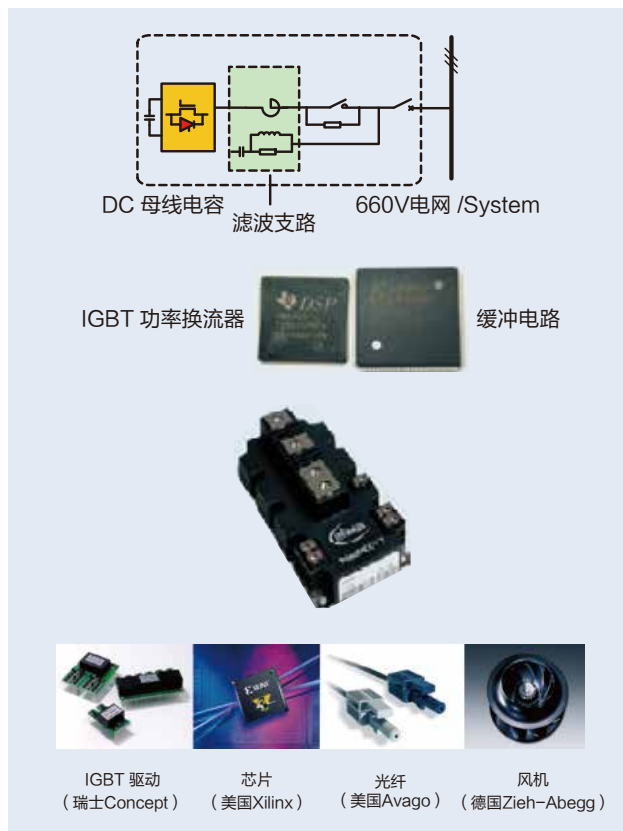 DC 母线电容
滤波支路
660V电网 /System
IGBT 功率换流器
DSP
缓冲电路
IGBT 驱动
（瑞士Concept）
芯片
（美国Xilinx）
光纤
（美国Avago）
风机
（德国Zieh-Abegg）